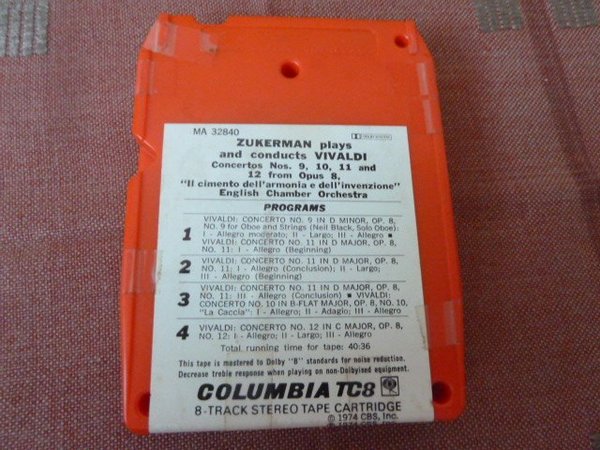 MA 32840
DOLBY SYSTEM
ZUKERMAN plays
and conducts VIVALDI
Concertos Nos. 9, 10, 11 and
12 from Opus 8,
"Il cimento dell'armonia e dell'invenzione"
English Chamber Orchestra
PROGRAMS
1
VIVALDI: CONCERTO NO. 9 IN D MINOR, OP. 8,
NO. 9 for Oboe and Strings (Neil Black, Solo Oboe):
I - Allegro moderato; II - Largo; III - Allegro ■
VIVALDI: CONCERTO NO. 11 IN D MAJOR, OP. 8,
NO. 11: I - Allegro (Beginning)
2
VIVALDI: CONCERTO NO. 11 IN D MAJOR, OP. 8,
NO. 11: I - Allegro (Conclusion); II - Largo;
III - Allegro (Beginning)
3
VIVALDI: CONCERTO NO. 11 IN D MAJOR, OP. 8,
NO. 11: III - Allegro (Conclusion) ■ VIVALDI:
CONCERTO NO. 10 IN B-FLAT MAJOR, OP. 8, NO. 10,
"La Caccia": I - Allegro; II - Adagio; III - Allegro
4
VIVALDI: CONCERTO NO. 12 IN C MAJOR, OP. 8,
NO. 12: I - Allegro; II - Largo; III - Allegro
Total running time for tape: 40:36
This tape is mastered to Dolby "B" standards for noise reduction.
Decrease treble response when playing on non-Dolbyised equipment.
COLUMBIA TC8
8-TRACK STEREO TAPE CARTRIDGE
© 1974 CBS, Inc.